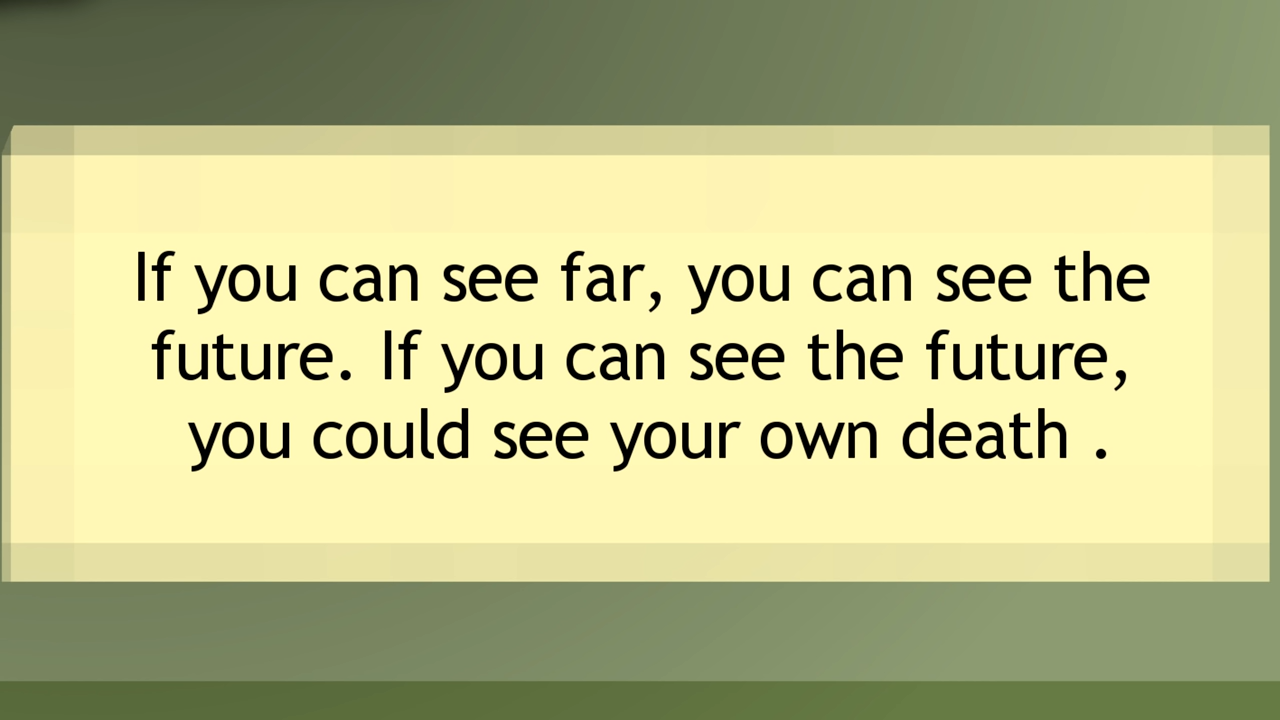 If you can see far, you can see the
future. If you can see the future,
you could see your own death .